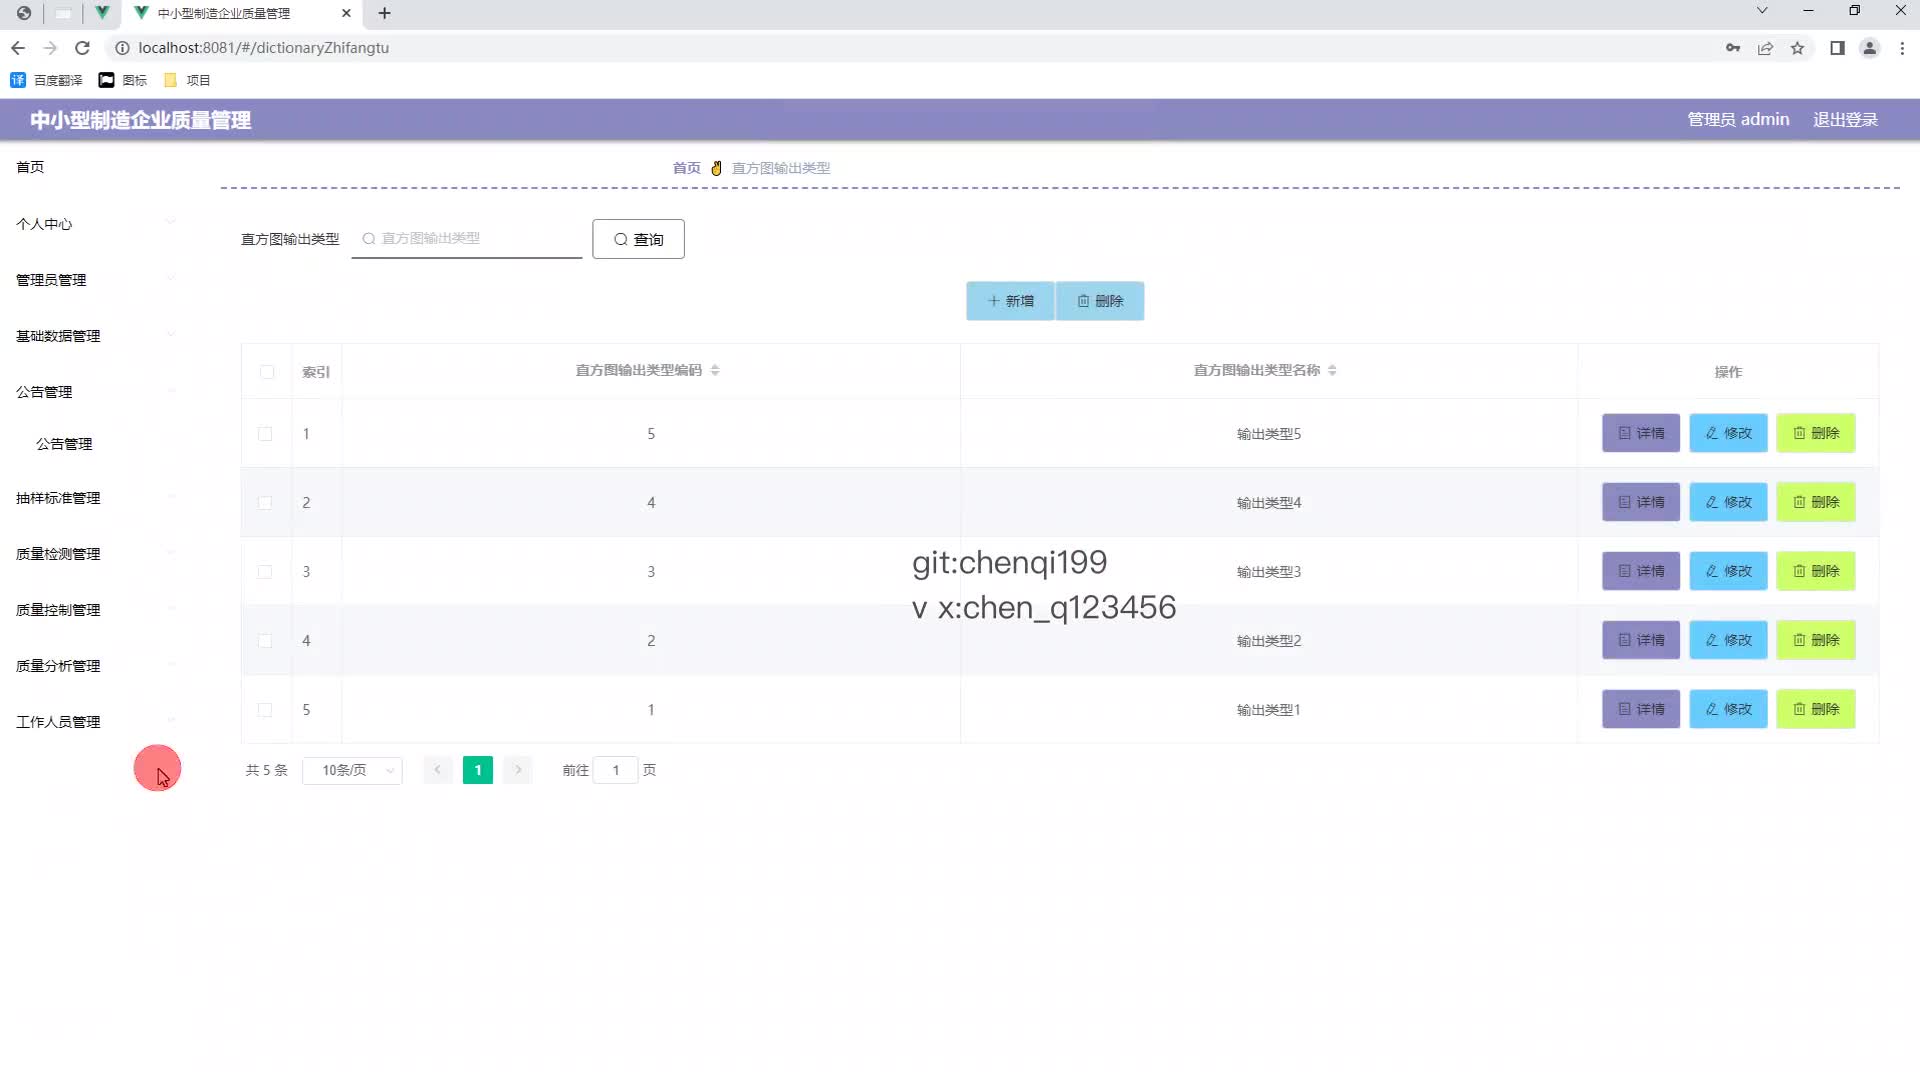 中小型制造企业质量管理
localhost:8081/#/dictionaryZhifangtu
百度翻译 图标 项目
中小型制造企业质量管理 管理员 admin 退出登录
首页
个人中心
管理员管理
基础数据管理
公告管理
公告管理
抽样标准管理
质量检测管理
质量控制管理
质量分析管理
工作人员管理
首页 直方图输出类型
直方图输出类型 直方图输出类型 查询
新增 删除
索引 直方图输出类型编码 直方图输出类型名称 操作
1 5 输出类型5 详情 修改 删除
2 4 输出类型4 详情 修改 删除
3 3 输出类型3 详情 修改 删除
4 2 输出类型2 详情 修改 删除
5 1 输出类型1 详情 修改 删除
git:chenqi199
v x:chen_q123456
共 5 条 10条/页 1 前往 1 页